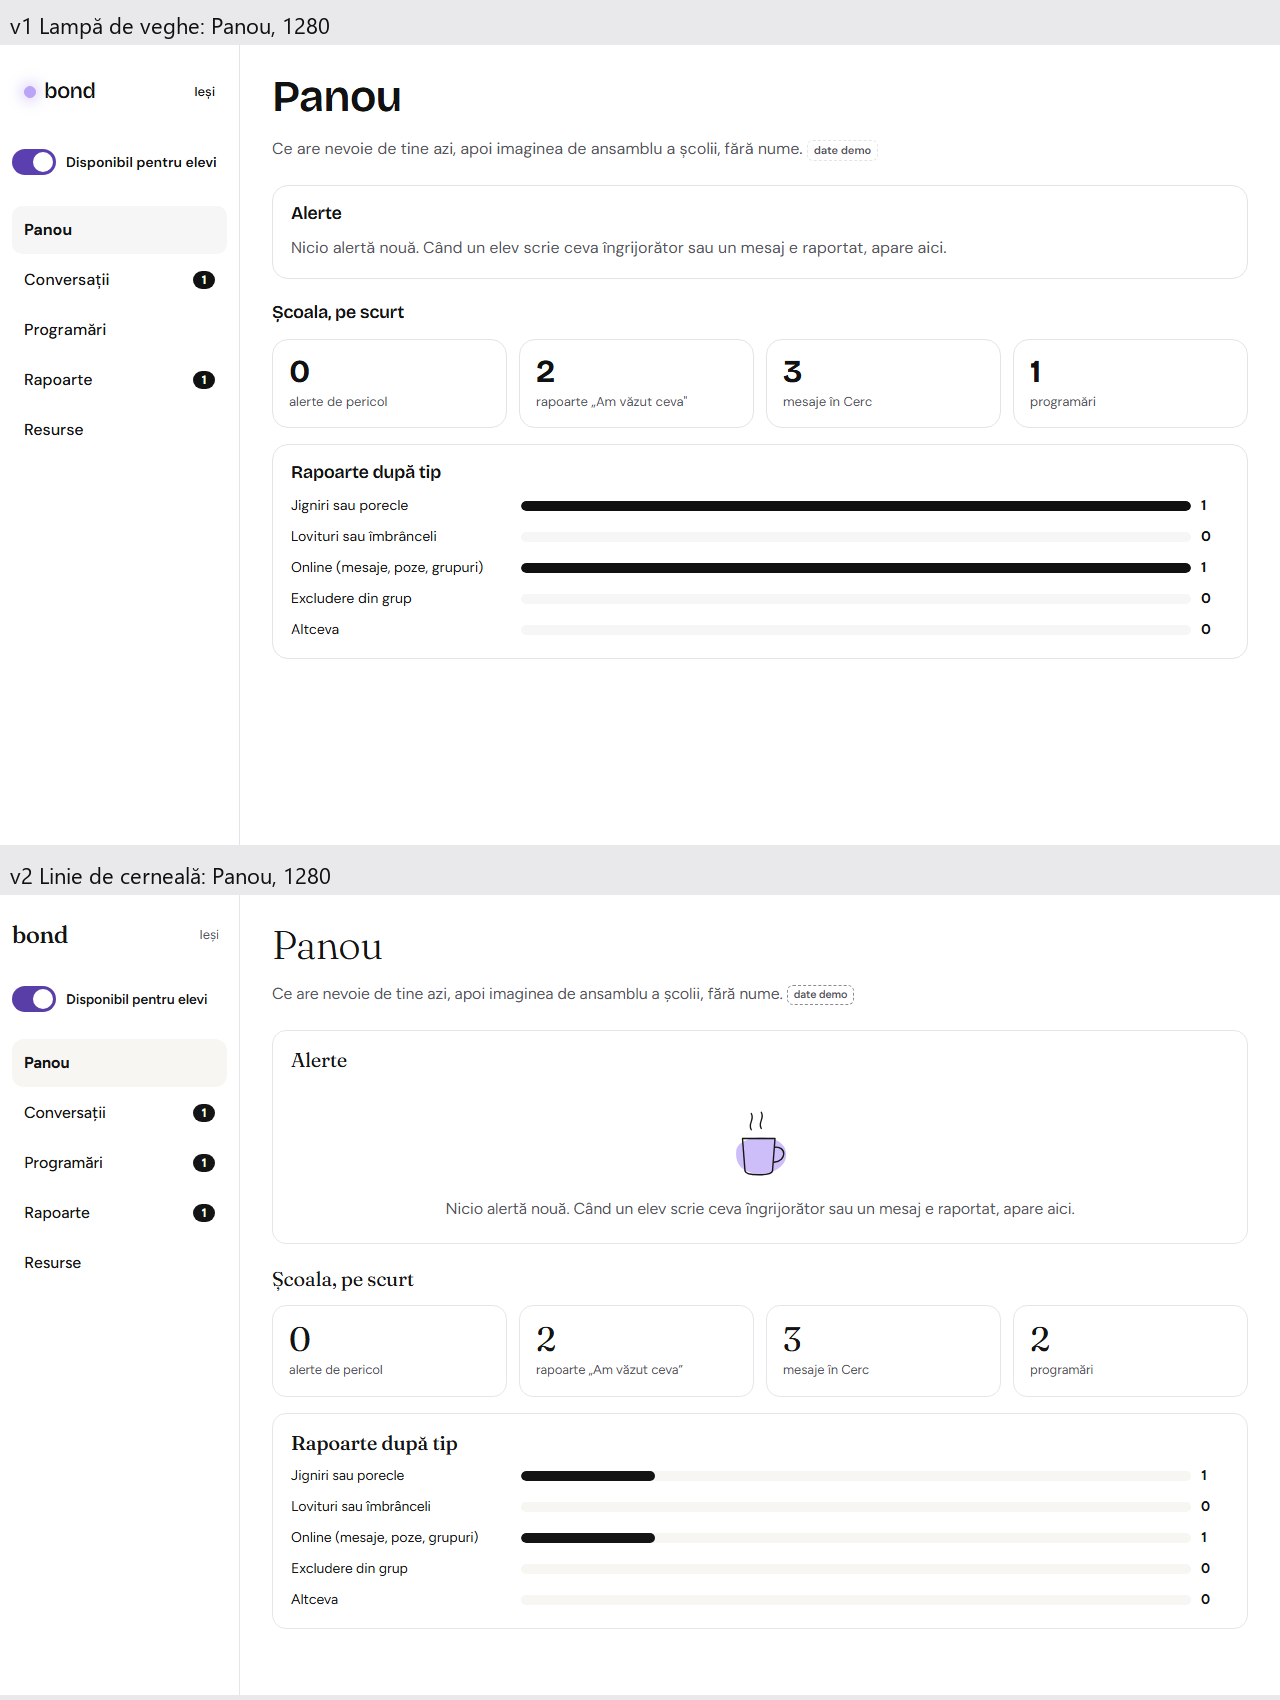 v1 Lampă de veghe: Panou, 1280
bond
Ieși
Disponibil pentru elevi
Panou
Conversații 1
Programări
Rapoarte 1
Resurse
Panou
Ce are nevoie de tine azi, apoi imaginea de ansamblu a școlii, fără nume. date demo
Alerte
Nicio alertă nouă. Când un elev scrie ceva îngrijorător sau un mesaj e raportat, apare aici.
Școala, pe scurt
0
alerte de pericol
2
rapoarte „Am văzut ceva"
3
mesaje în Cerc
1
programări
Rapoarte după tip
Jigniri sau porecle 1
Lovituri sau îmbrânceli 0
Online (mesaje, poze, grupuri) 1
Excludere din grup 0
Altceva 0
v2 Linie de cerneală: Panou, 1280
bond
Ieși
Disponibil pentru elevi
Panou
Conversații 1
Programări 1
Rapoarte 1
Resurse
Panou
Ce are nevoie de tine azi, apoi imaginea de ansamblu a școlii, fără nume. date demo
Alerte
Nicio alertă nouă. Când un elev scrie ceva îngrijorător sau un mesaj e raportat, apare aici.
Școala, pe scurt
0
alerte de pericol
2
rapoarte „Am văzut ceva”
3
mesaje în Cerc
2
programări
Rapoarte după tip
Jigniri sau porecle 1
Lovituri sau îmbrânceli 0
Online (mesaje, poze, grupuri) 1
Excludere din grup 0
Altceva 0